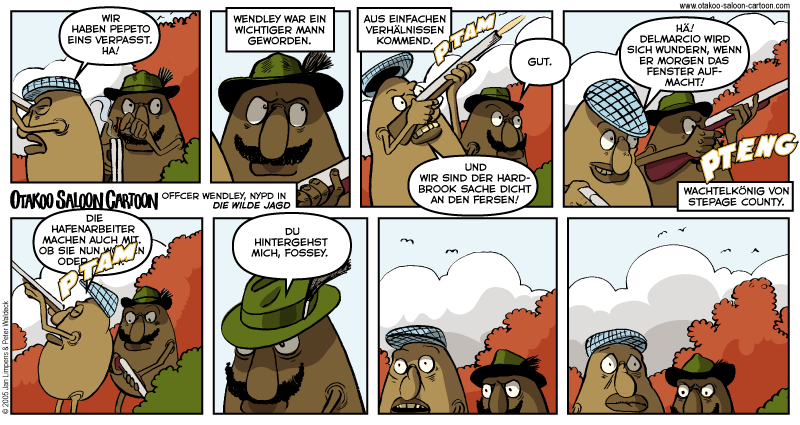 www.otakoo-saloon-cartoon.com
WIR
HABEN PEPETO
EINS VERPASST.
HA!
WENDLEY WAR EIN
WICHTIGER MANN
GEWORDEN.
AUS EINFACHEN
VERHÄLNISSEN
KOMMEND.
PTAM
GUT.
UND
WIR SIND DER HARD-
BROOK SACHE DICHT
AN DEN FERSEN!
HÄ!
DELMARCIO WIRD
SICH WUNDERN, WENN
ER MORGEN DAS
FENSTER AUF-
MACHT!
PTENG
WACHTELKÖNIG VON
STEPAGE COUNTY.
OTAKOO SALOON CARTOON
OFFCER WENDLEY, NYPD IN
DIE WILDE JAGD
DIE
HAFENARBEITER
MACHEN AUCH MIT.
OB SIE NUN
ODER
PTAM
DU
HINTERGEHST
MICH, FOSSEY.
© 2005 Jan Limpens & Peter Waldeck